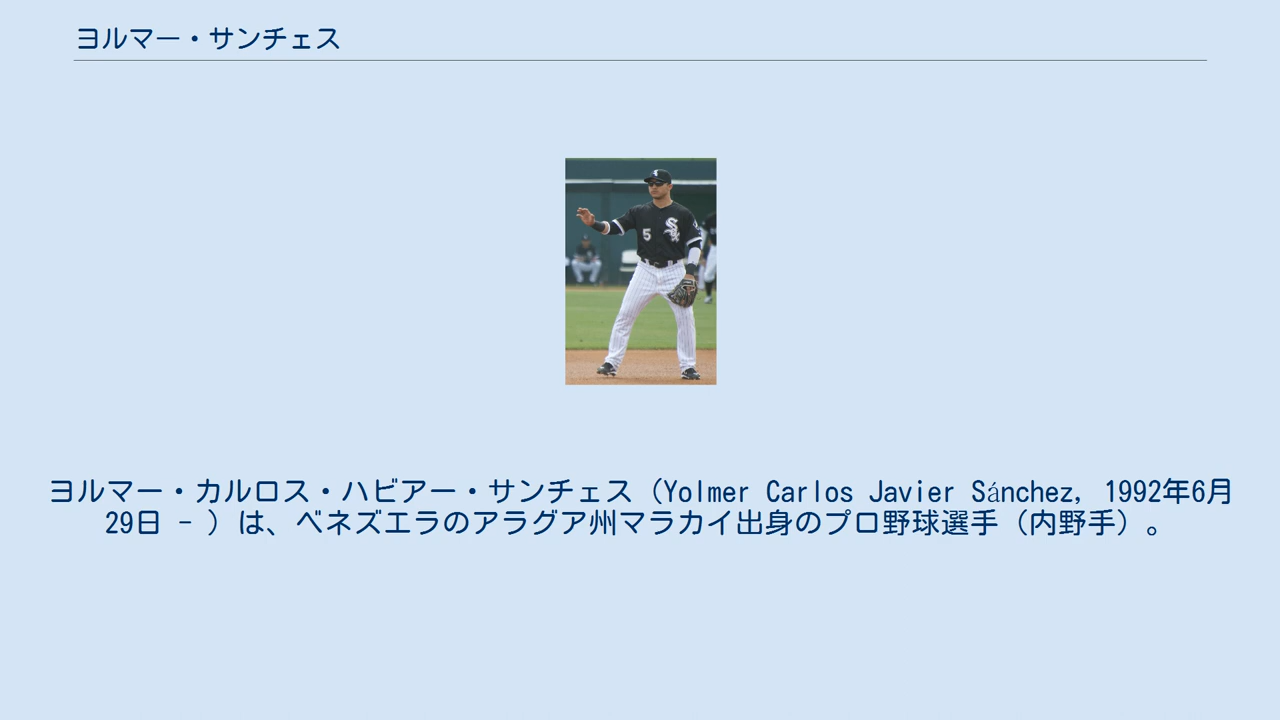 ヨルマー・サンチェス
5
ヨルマー・カルロス・ハビアー・サンチェス（Yolmer Carlos Javier Sánchez, 1992年6月
29日 - ）は、ベネズエラのアラグア州マラカイ出身のプロ野球選手（内野手）。